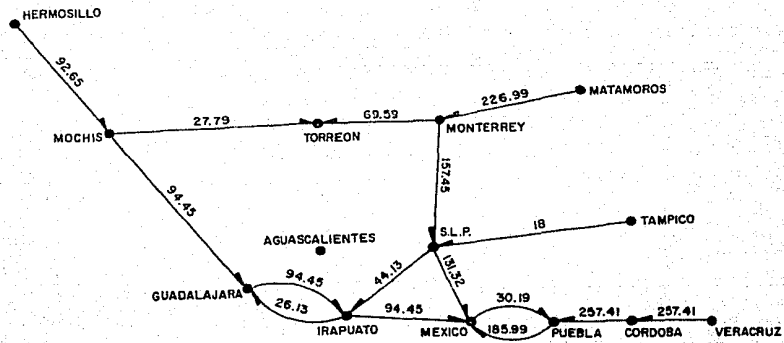 HERMOSILLO
92.65
MATAMOROS
226.99
27.79
69.59
MOCHIS
TORREON
MONTERREY
157.45
94.45
TAMPICO
18
S.L.P.
AGUASCALIENTES
44.13
131.32
94.45
GUADALAJARA
26.13
30.19
94.45
257.41
257.41
185.99
IRAPUATO
MEXICO
PUEBLA
CORDOBA
VERACRUZ